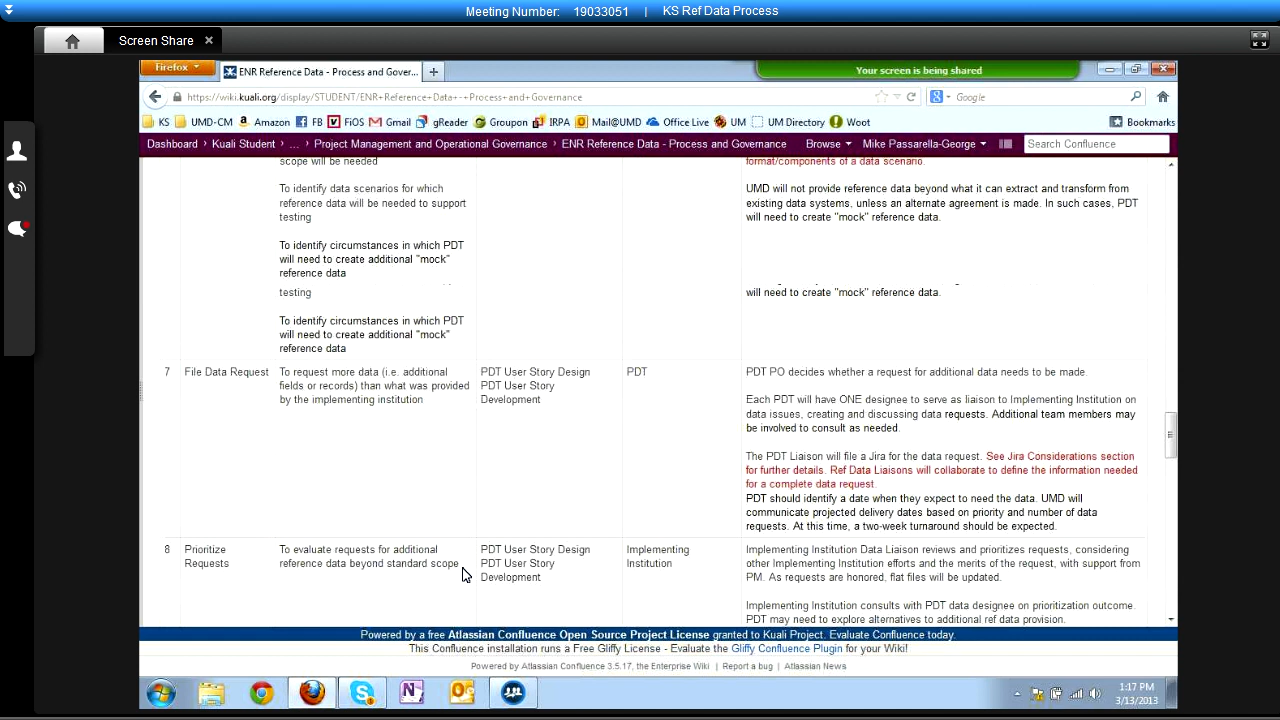 Meeting Number: 19033051 | KS Ref Data Process
Screen Share ×
Firefox
ENR Reference Data - Process and Gover...
Your screen is being shared
https://wiki.kuali.org/display/STUDENT/ENR+Reference+Data+-+Process+and+Governance
Google
KS UMD-CM Amazon FB FiOS Gmail gReader Groupon IRPA Mail@UMD Office Live UM UM Directory Woot Bookmarks
Dashboard Kuali Student ... Project Management and Operational Governance ENR Reference Data - Process and Governance Browse Mike Passarella-George Search Confluence
scope will be needed
To identify data scenarios for which
reference data will be needed to support
testing
To identify circumstances in which PDT
will need to create additional "mock"
reference data
testing
To identify circumstances in which PDT
will need to create additional "mock"
reference data
format/components of a data scenario.
UMD will not provide reference data beyond what it can extract and transform from
existing data systems, unless an alternate agreement is made. In such cases, PDT
will need to create "mock" reference data.
will need to create "mock" reference data.
7
File Data Request
To request more data (i.e. additional
fields or records) than what was provided
by the implementing institution
PDT User Story Design
PDT User Story
Development
PDT
PDT PO decides whether a request for additional data needs to be made.
Each PDT will have ONE designee to serve as liaison to Implementing Institution on
data issues, creating and discussing data requests. Additional team members may
be involved to consult as needed.
The PDT Liaison will file a Jira for the data request. See Jira Considerations section
for further details. Ref Data Liaisons will collaborate to define the information needed
for a complete data request.
PDT should identify a date when they expect to need the data. UMD will
communicate projected delivery dates based on priority and number of data
requests. At this time, a two-week turnaround should be expected.
8
Prioritize
Requests
To evaluate requests for additional
reference data beyond standard scope
PDT User Story Design
PDT User Story
Development
Implementing
Institution
Implementing Institution Data Liaison reviews and prioritizes requests, considering
other Implementing Institution efforts and the merits of the request, with support from
PM. As requests are honored, flat files will be updated.
Implementing Institution consults with PDT data designee on prioritization outcome.
PDT may need to explore alternatives to additional ref data provision.
Powered by a free Atlassian Confluence Open Source Project License granted to Kuali Project. Evaluate Confluence today.
This Confluence installation runs a Free Gliffy License - Evaluate the Gliffy Confluence Plugin for your Wiki!
Powered by Atlassian Confluence 3.5.17, the Enterprise Wiki | Report a bug | Atlassian News
1:17 PM
3/13/2013